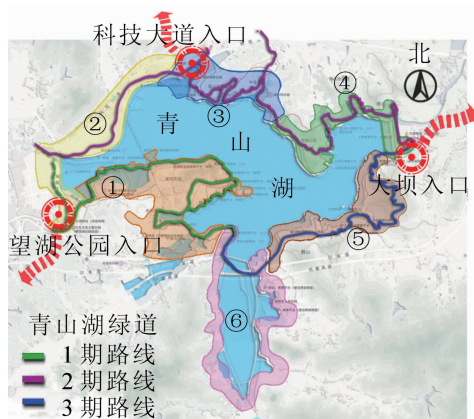 科技大道入口
北
④
②
③
青
山
湖
①
大坝入口
望湖公园入口
⑤
⑥
青山湖绿道
1期路线
2期路线
3期路线